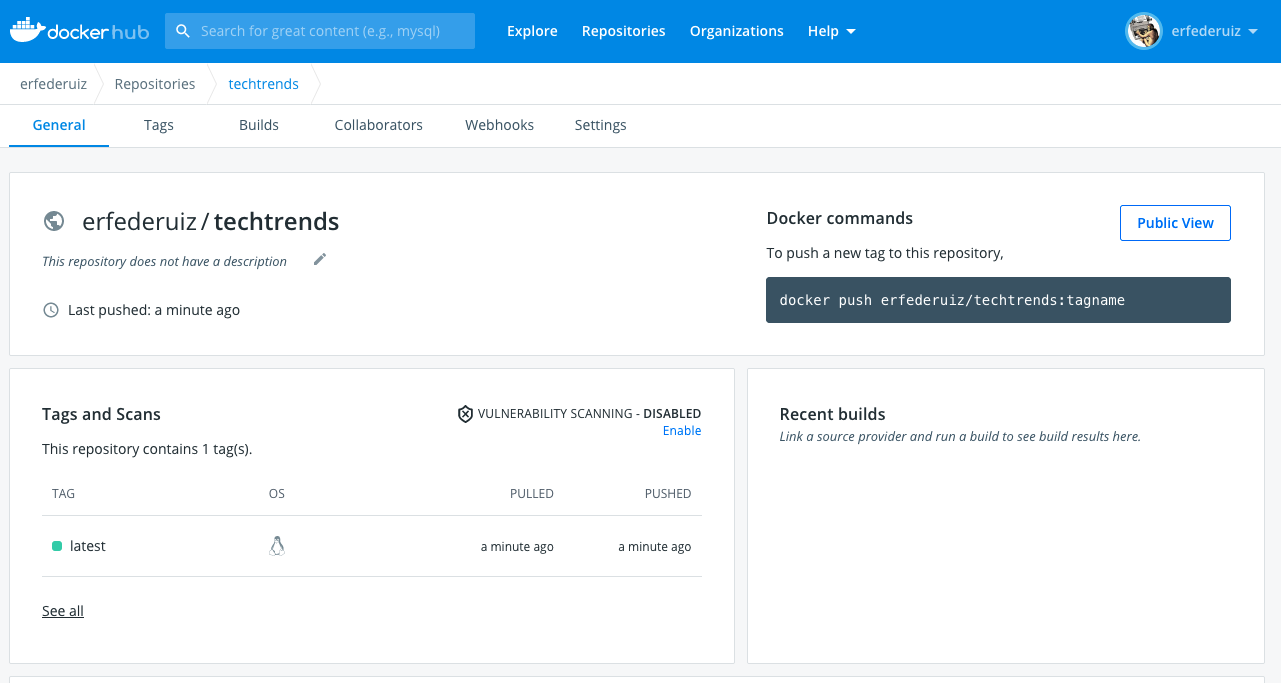 dockerhub
Search for great content (e.g., mysql)
Explore
Repositories
Organizations
Help
erfederuiz
erfederuiz
Repositories
techtrends
General
Tags
Builds
Collaborators
Webhooks
Settings
erfederuiz / techtrends
This repository does not have a description
Last pushed: a minute ago
Docker commands
Public View
To push a new tag to this repository,
docker push erfederuiz/techtrends:tagname
Tags and Scans
VULNERABILITY SCANNING - DISABLED
Enable
This repository contains 1 tag(s).
TAG OS PULLED PUSHED
latest a minute ago a minute ago
See all
Recent builds
Link a source provider and run a build to see build results here.